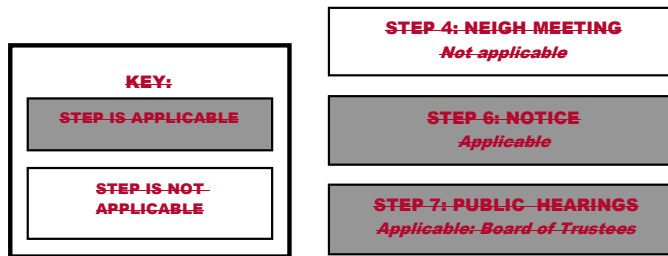 KEY:
STEP IS APPLICABLE
STEP IS NOT
APPLICABLE
STEP 4: NEIGH MEETING
Not applicable
STEP 6: NOTICE
Applicable
STEP 7: PUBLIC HEARINGS
Applicable: Board of Trustees